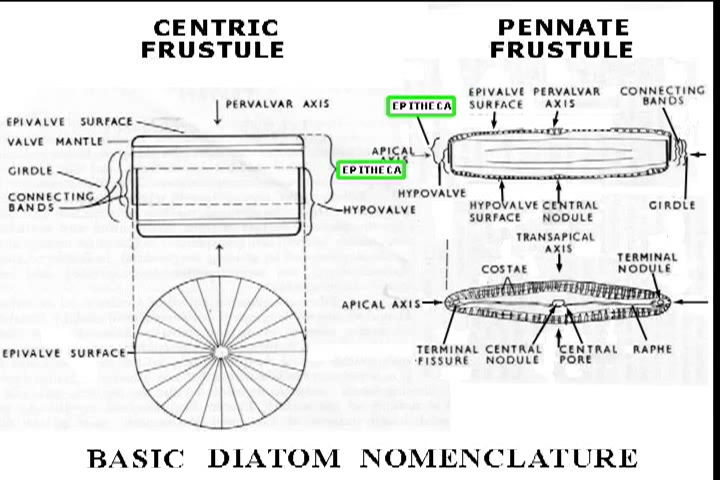 CENTRIC
FRUSTULE
PERVALVAR AXIS
EPIVALVE SURFACE
VALVE MANTLE
GIRDLE
CONNECTING
BANDS
EPITHECA
HYPOVALVE
EPIVALVE SURFACE
PENNATE
FRUSTULE
EPIVALVE
SURFACE
PERVALVAR
AXIS
CONNECTING
BANDS
EPITHECA
APICAL
AXIS
HYPOVALVE
HYPOVALVE
SURFACE
CENTRAL
NODULE
GIRDLE
TRANSAPICAL
AXIS
TERMINAL
NODULE
COSTAE
APICAL AXIS
TERMINAL
FISSURE
CENTRAL
NODULE
CENTRAL
PORE
RAPHE
BASIC DIATOM NOMENCLATURE